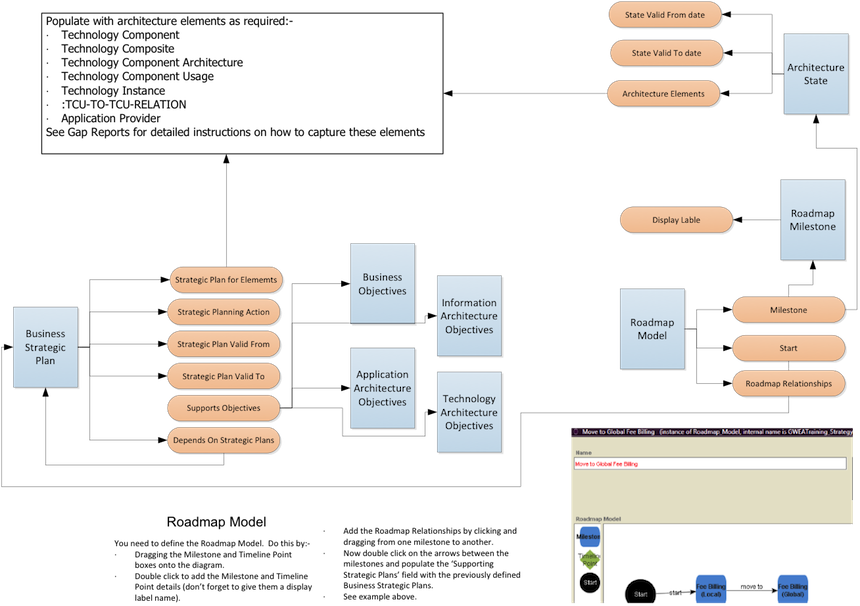 Populate with architecture elements as required:-
· Technology Component
· Technology Composite
· Technology Component Architecture
· Technology Component Usage
· Technology Instance
· :TCU-TO-TCU-RELATION
· Application Provider
See Gap Reports for detailed instructions on how to capture these elements
State Valid From date
State Valid To date
Architecture Elements
Architecture
State
Display Lable
Roadmap
Milestone
Roadmap
Model
Milestone
Start
Roadmap Relationships
Business
Strategic
Plan
Strategic Plan for Elememts
Strategic Planning Action
Strategic Plan Valid From
Strategic Plan Valid To
Supports Objectives
Depends On Strategic Plans
Business
Objectives
Information
Architecture
Objectives
Application
Architecture
Objectives
Technology
Architecture
Objectives
Roadmap Model
You need to define the Roadmap Model. Do this by:-
· Dragging the Milestone and Timeline Point
boxes onto the diagram.
· Double click to add the Milestone and Timeline
Point details (don't forget to give them a display
label name).
· Add the Roadmap Relationships by clicking and
dragging from one milestone to another.
· Now double click on the arrows between the
milestones and populate the 'Supporting
Strategic Plans' field with the previously defined
Business Strategic Plans.
· See example above.
Move to Global Fee Billing (instance of Roadmap_Model, internal name is GWEATraining_Strategy
Name
Move to Global Fee Billing
Roadmap Model
Milestone
Timeline
Point
Start
Start
start
Fee Billing
(Local)
move to
Fee Billing
(Global)